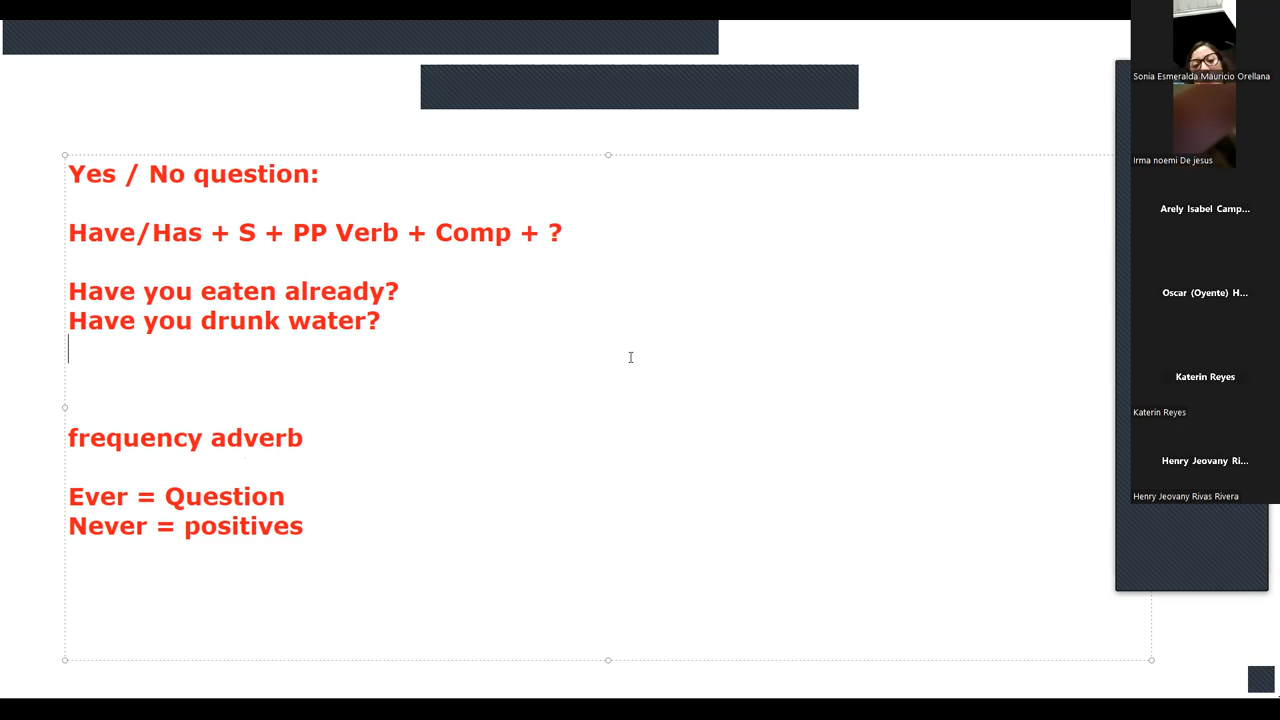 Yes / No question:
Have/Has + S + PP Verb + Comp + ?
Have you eaten already?
Have you drunk water?
frequency adverb
Ever = Question
Never = positives
Sonia Esmeralda Mauricio Orellana
Irma noemi De jesus
Arely Isabel Camp...
Oscar (Oyente) H...
Katerin Reyes
Katerin Reyes
Henry Jeovany Ri...
Henry Jeovany Rivas Rivera